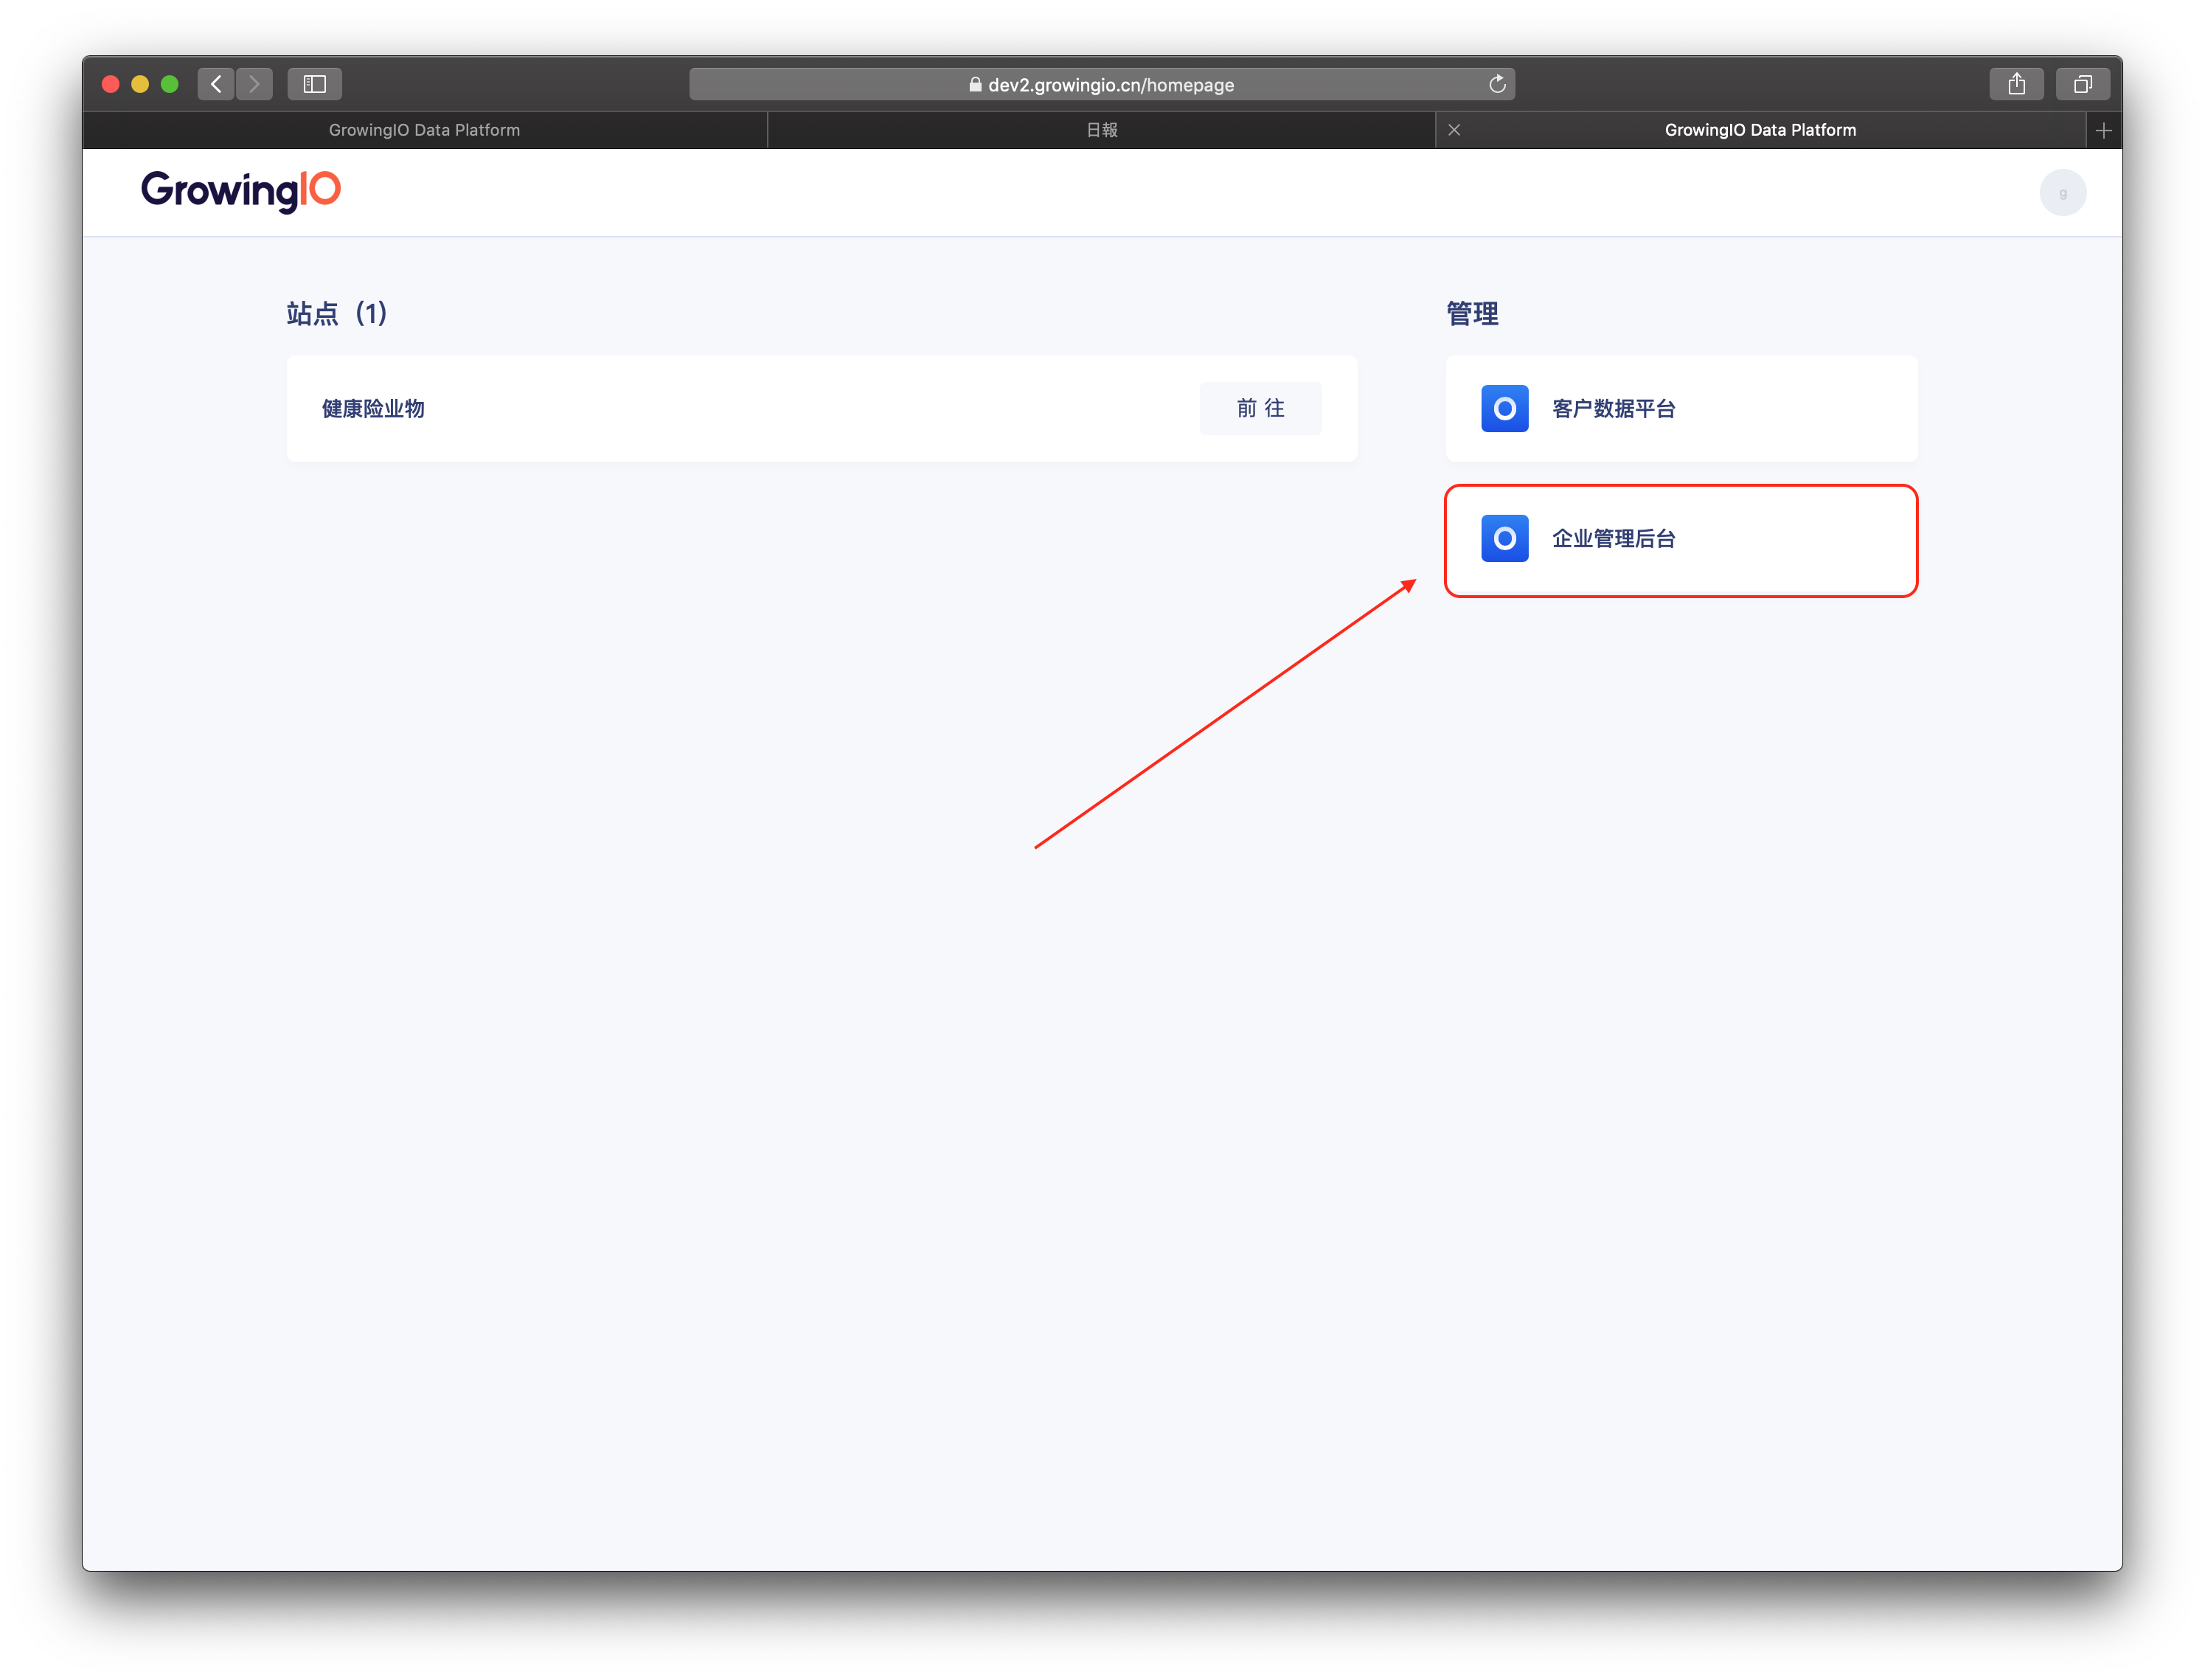 dev2.growingio.cn/homepage
GrowingIO Data Platform
日報
GrowingIO Data Platform
GrowingIO
g
站点（1）
健康险业物
前往
管理
客户数据平台
企业管理后台